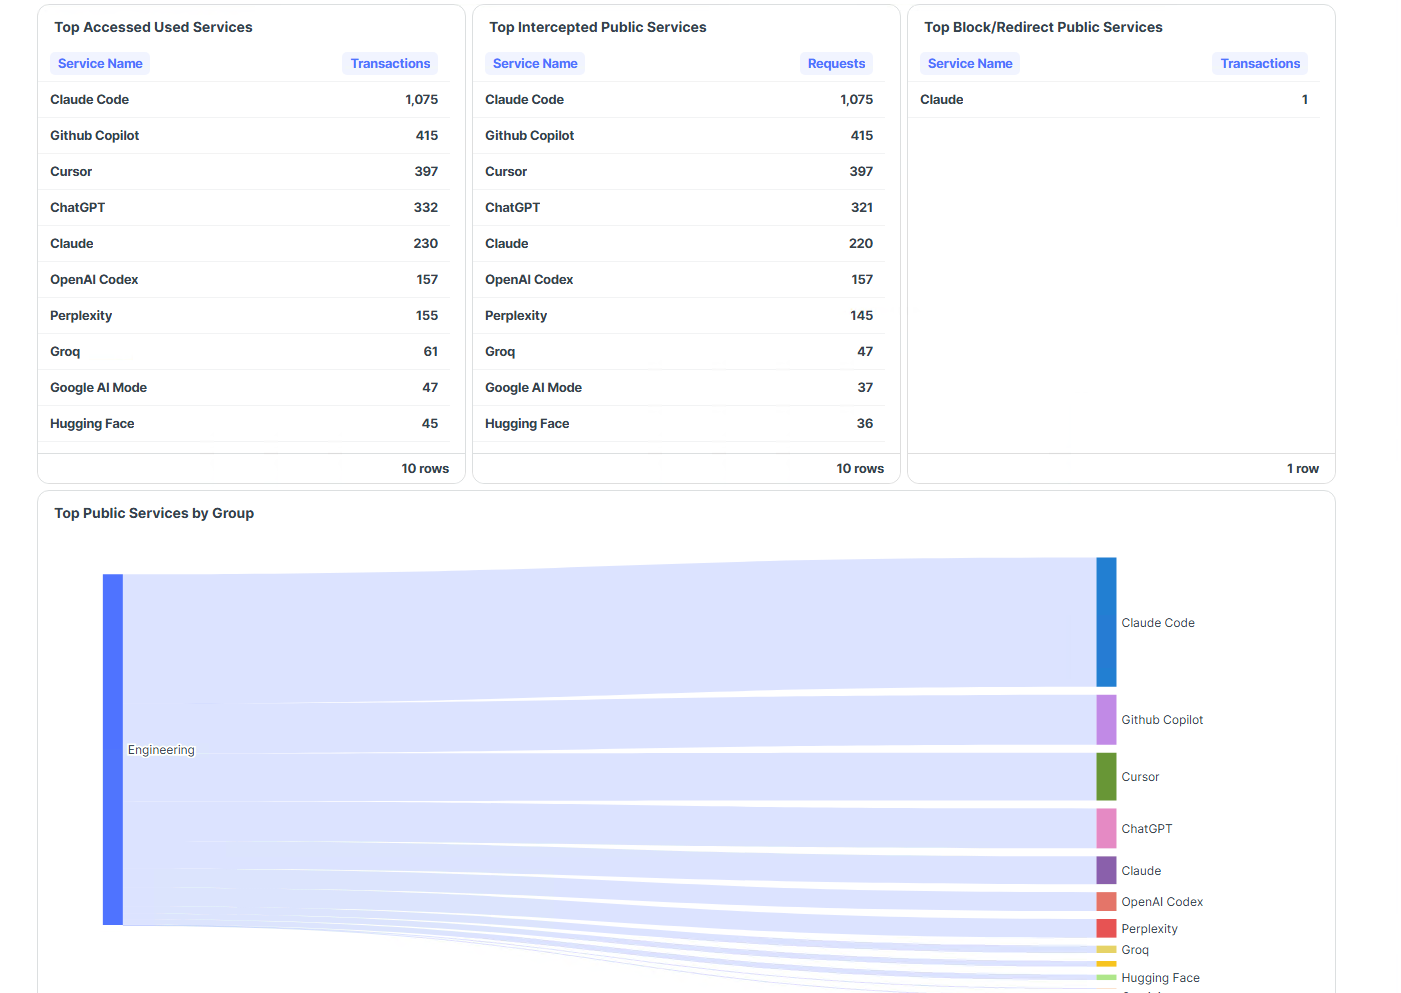 Top Accessed Used Services
Service Name Transactions
Claude Code 1,075
Github Copilot 415
Cursor 397
ChatGPT 332
Claude 230
OpenAI Codex 157
Perplexity 155
Groq 61
Google AI Mode 47
Hugging Face 45
10 rows
Top Intercepted Public Services
Service Name Requests
Claude Code 1,075
Github Copilot 415
Cursor 397
ChatGPT 321
Claude 220
OpenAI Codex 157
Perplexity 145
Groq 47
Google AI Mode 37
Hugging Face 36
10 rows
Top Block/Redirect Public Services
Service Name Transactions
Claude 1
1 row
Top Public Services by Group
Engineering
Claude Code
Github Copilot
Cursor
ChatGPT
Claude
OpenAI Codex
Perplexity
Groq
Hugging Face